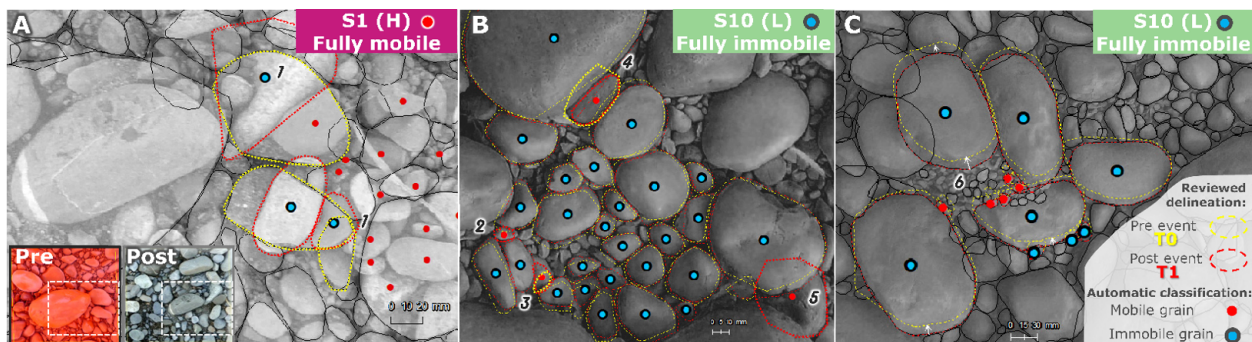 A
S1 (H)
Fully mobile
1
1
Pre
Post
0 10 20 mm
B
S10 (L)
Fully immobile
4
2
3
5
0 5 10 mm
C
S10 (L)
Fully immobile
6
0 15 30 mm
Reviewed
delineation:
Pre event
T0
Post event
T1
Automatic classification:
Mobile grain
Immobile grain